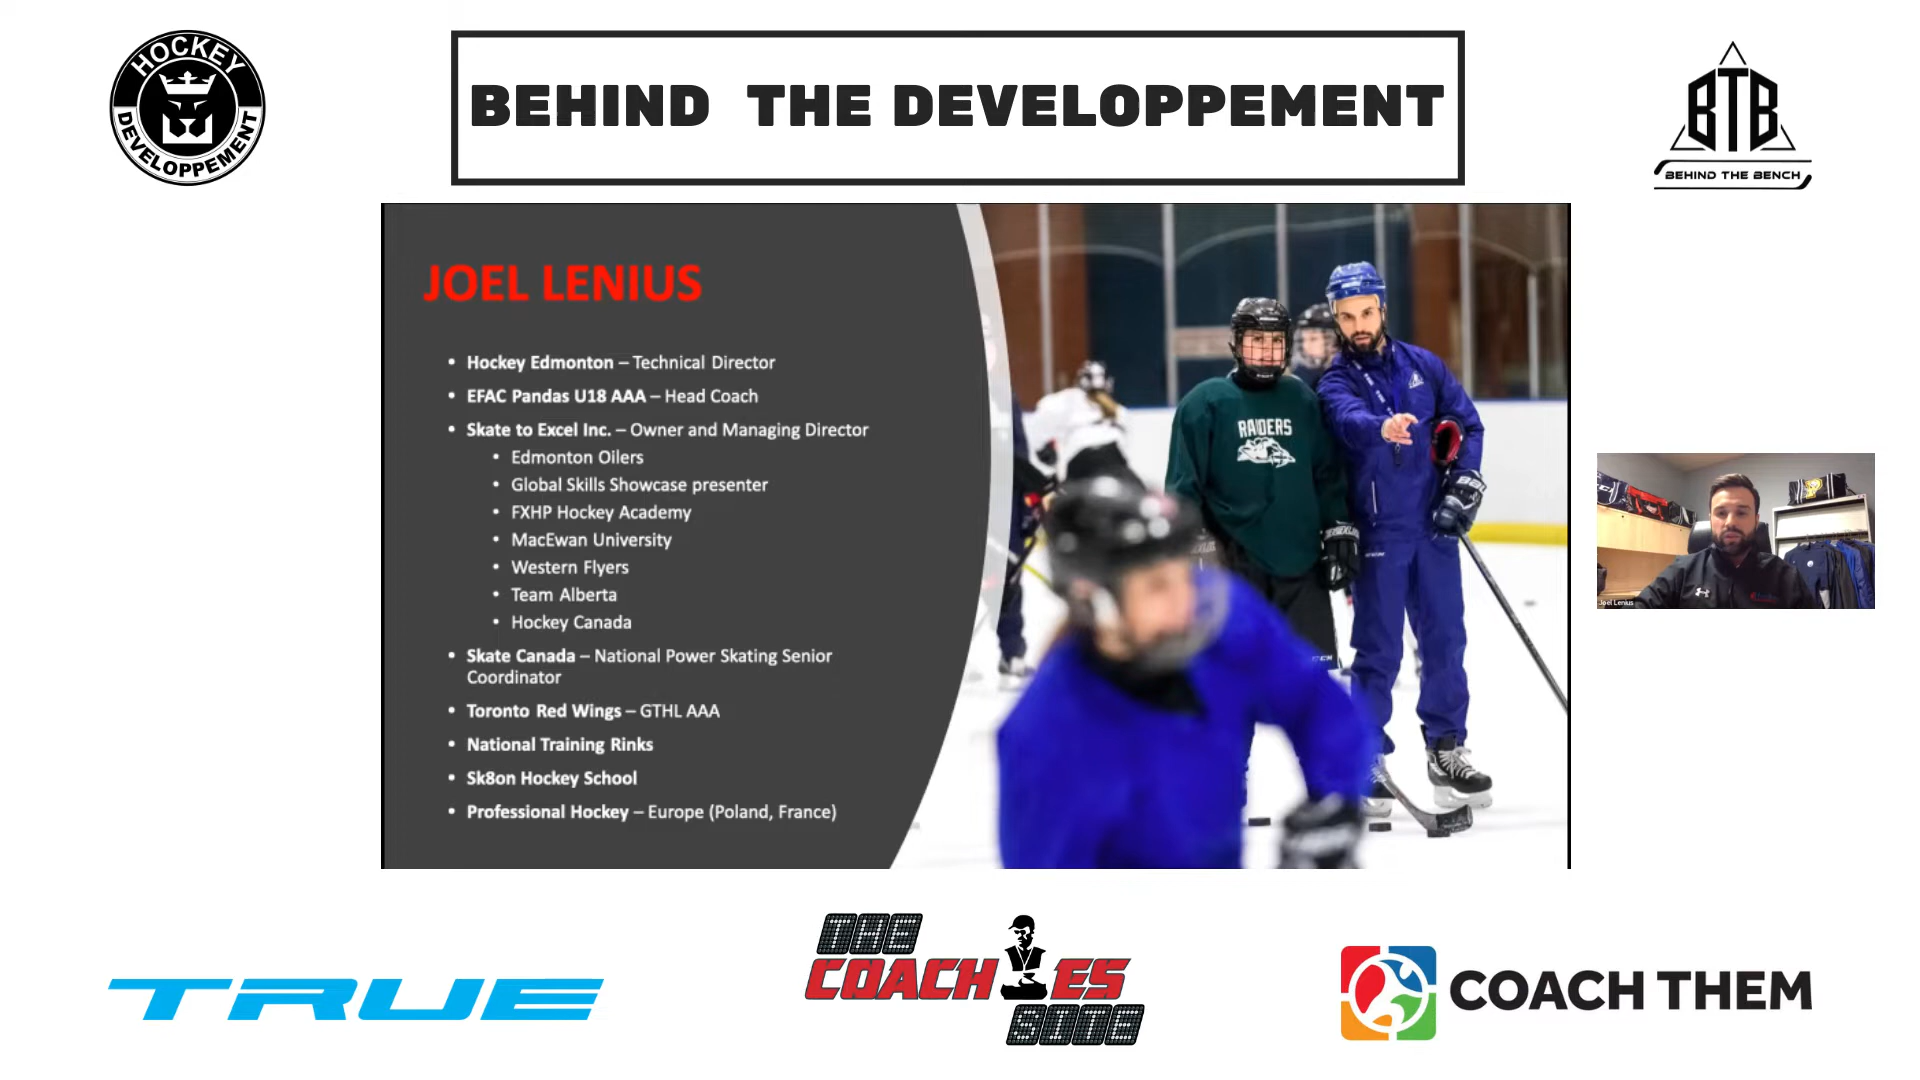 HOCKEY
DEVELOPPEMENT
BEHIND THE DEVELOPPEMENT
BTB
BEHIND THE BENCH
JOEL LENIUS
• Hockey Edmonton – Technical Director
• EFAC Pandas U18 AAA – Head Coach
• Skate to Excel Inc. – Owner and Managing Director
• Edmonton Oilers
• Global Skills Showcase presenter
• FXHP Hockey Academy
• MacEwan University
• Western Flyers
• Team Alberta
• Hockey Canada
• Skate Canada – National Power Skating Senior
Coordinator
• Toronto Red Wings – GTHL AAA
• National Training Rinks
• Sk8on Hockey School
• Professional Hockey – Europe (Poland, France)
RAIDERS
Joel Lenius
TRUE
THE
COACHES
SITE
COACH THEM